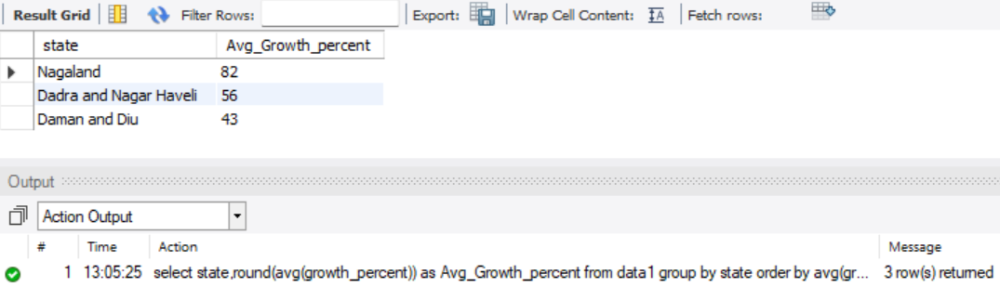 Result Grid Filter Rows: Export: Wrap Cell Content: IA Fetch rows:
state Avg_Growth_percent
Nagaland 82
Dadra and Nagar Haveli 56
Daman and Diu 43
Output
Action Output
# Time Action Message
1 13:05:25 select state,round(avg(growth_percent)) as Avg_Growth_percent from data1 group by state order by avg(gr... 3 row(s) returned